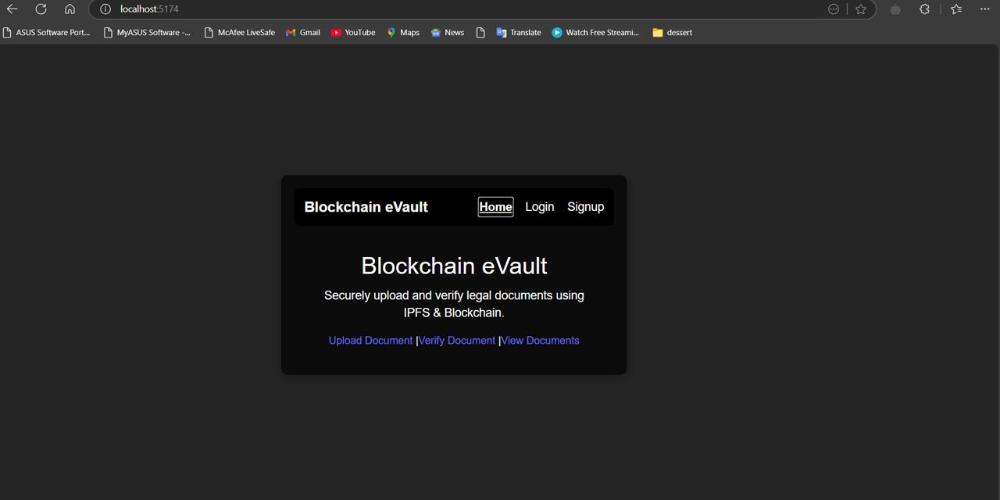 localhost:5174
ASUS Software Port... MyASUS Software -... McAfee LiveSafe Gmail YouTube Maps News Translate Watch Free Streami... dessert
Blockchain eVault Home Login Signup
Blockchain eVault
Securely upload and verify legal documents using
IPFS & Blockchain.
Upload Document |Verify Document |View Documents